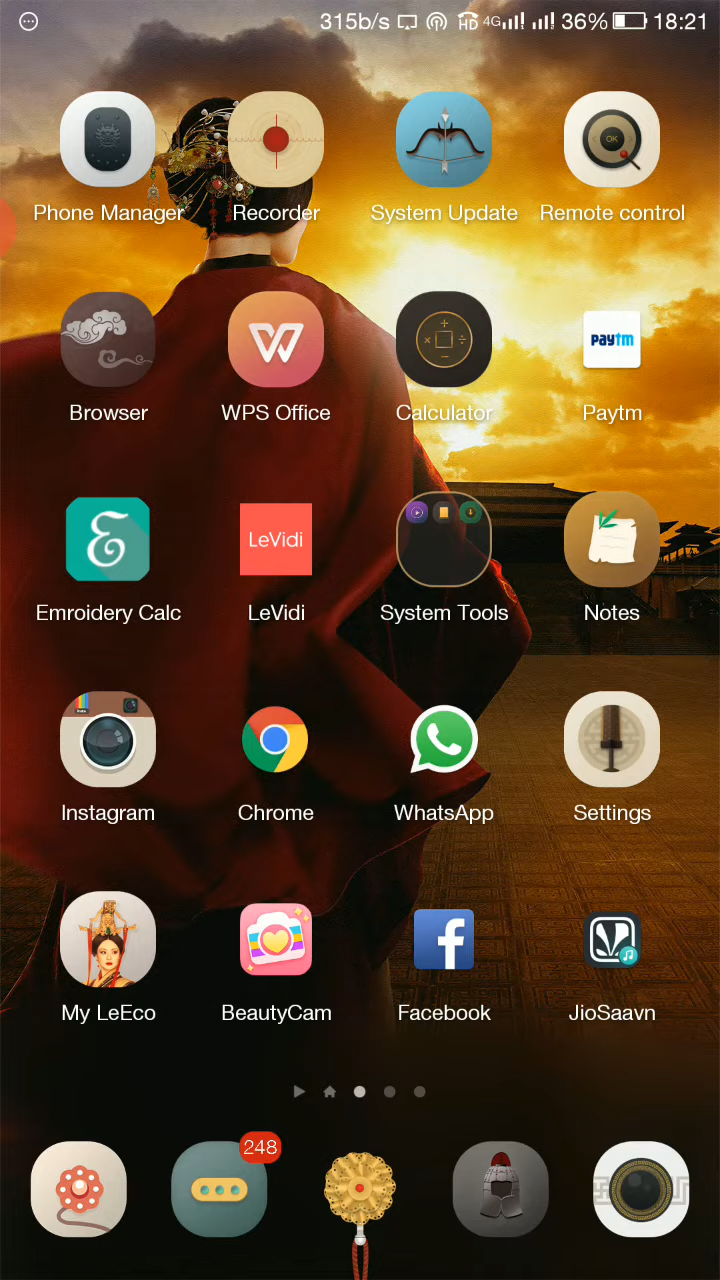 315b/s HD 4G 36% 18:21
OK
Phone Manager Recorder System Update Remote control
paytm
Browser WPS Office Calculator Paytm
LeVidi
Emroidery Calc LeVidi System Tools Notes
Instagram Chrome WhatsApp Settings
My LeEco BeautyCam Facebook JioSaavn
248